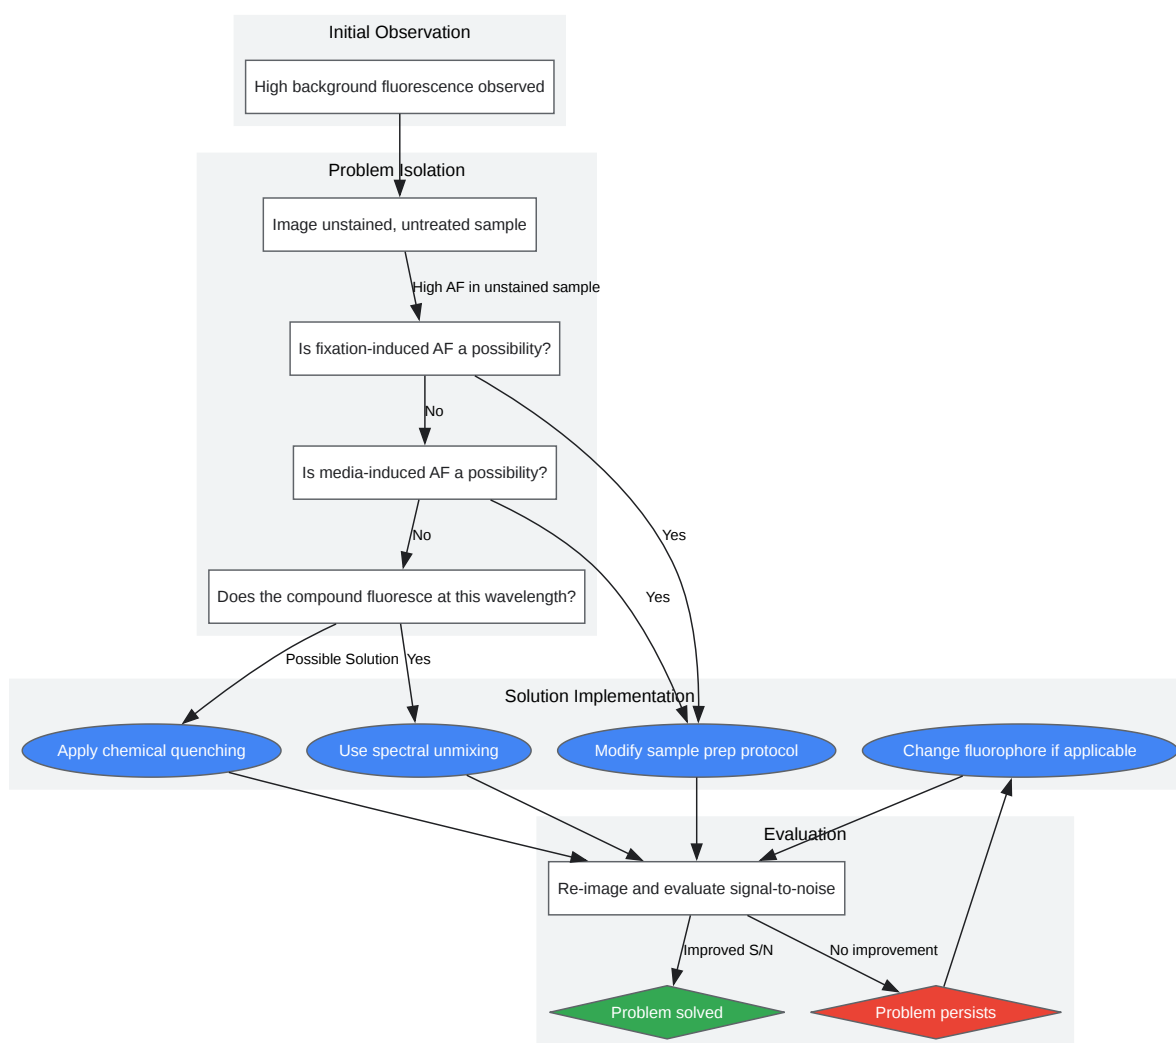 Initial Observation
High background fluorescence observed
Problem Isolation
Image unstained, untreated sample
High AF in unstained sample
Is fixation-induced AF a possibility?
No
Is media-induced AF a possibility?
No
Yes
Does the compound fluoresce at this wavelength?
Yes
Possible Solution
Yes
Solution Implementation
Apply chemical quenching
Use spectral unmixing
Modify sample prep protocol
Change fluorophore if applicable
Evaluation
Re-image and evaluate signal-to-noise
Improved S/N
No improvement
Problem solved
Problem persists